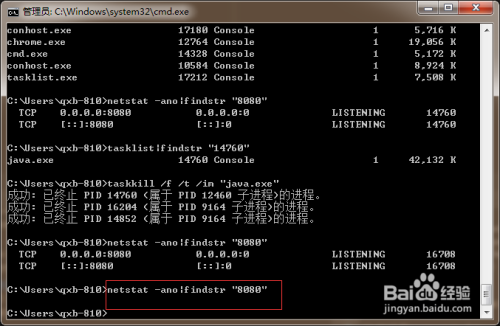 管理员: C:\Windows\system32\cmd.exe
conhost.exe 17180 Console 1 5,716 K
chrome.exe 12764 Console 1 19,056 K
cmd.exe 14328 Console 1 5,172 K
conhost.exe 10584 Console 1 8,924 K
tasklist.exe 17212 Console 1 7,508 K
C:\Users\qxb-810>netstat -ano|findstr "8080"
TCP 0.0.0.0:8080 0.0.0.0:0 LISTENING 14760
TCP [::]:8080 [::]:0 LISTENING 14760
C:\Users\qxb-810>tasklist|findstr "14760"
java.exe 14760 Console 1 42,132 K
C:\Users\qxb-810>taskkill /f /t /im "java.exe"
成功: 已终止 PID 14760 (属于 PID 12460 子进程)的进程。
成功: 已终止 PID 16204 (属于 PID 9164 子进程)的进程。
成功: 已终止 PID 14852 (属于 PID 9164 子进程)的进程。
C:\Users\qxb-810>netstat -ano|findstr "8080"
TCP 0.0.0.0:8080 0.0.0.0:0 LISTENING 16708
TCP [::]:8080 [::]:0 LISTENING 16708
C:\Users\qxb-810>netstat -ano|findstr "8080"
C:\Users\qxb-810>
Baidu 经验
jingyan.baidu.com